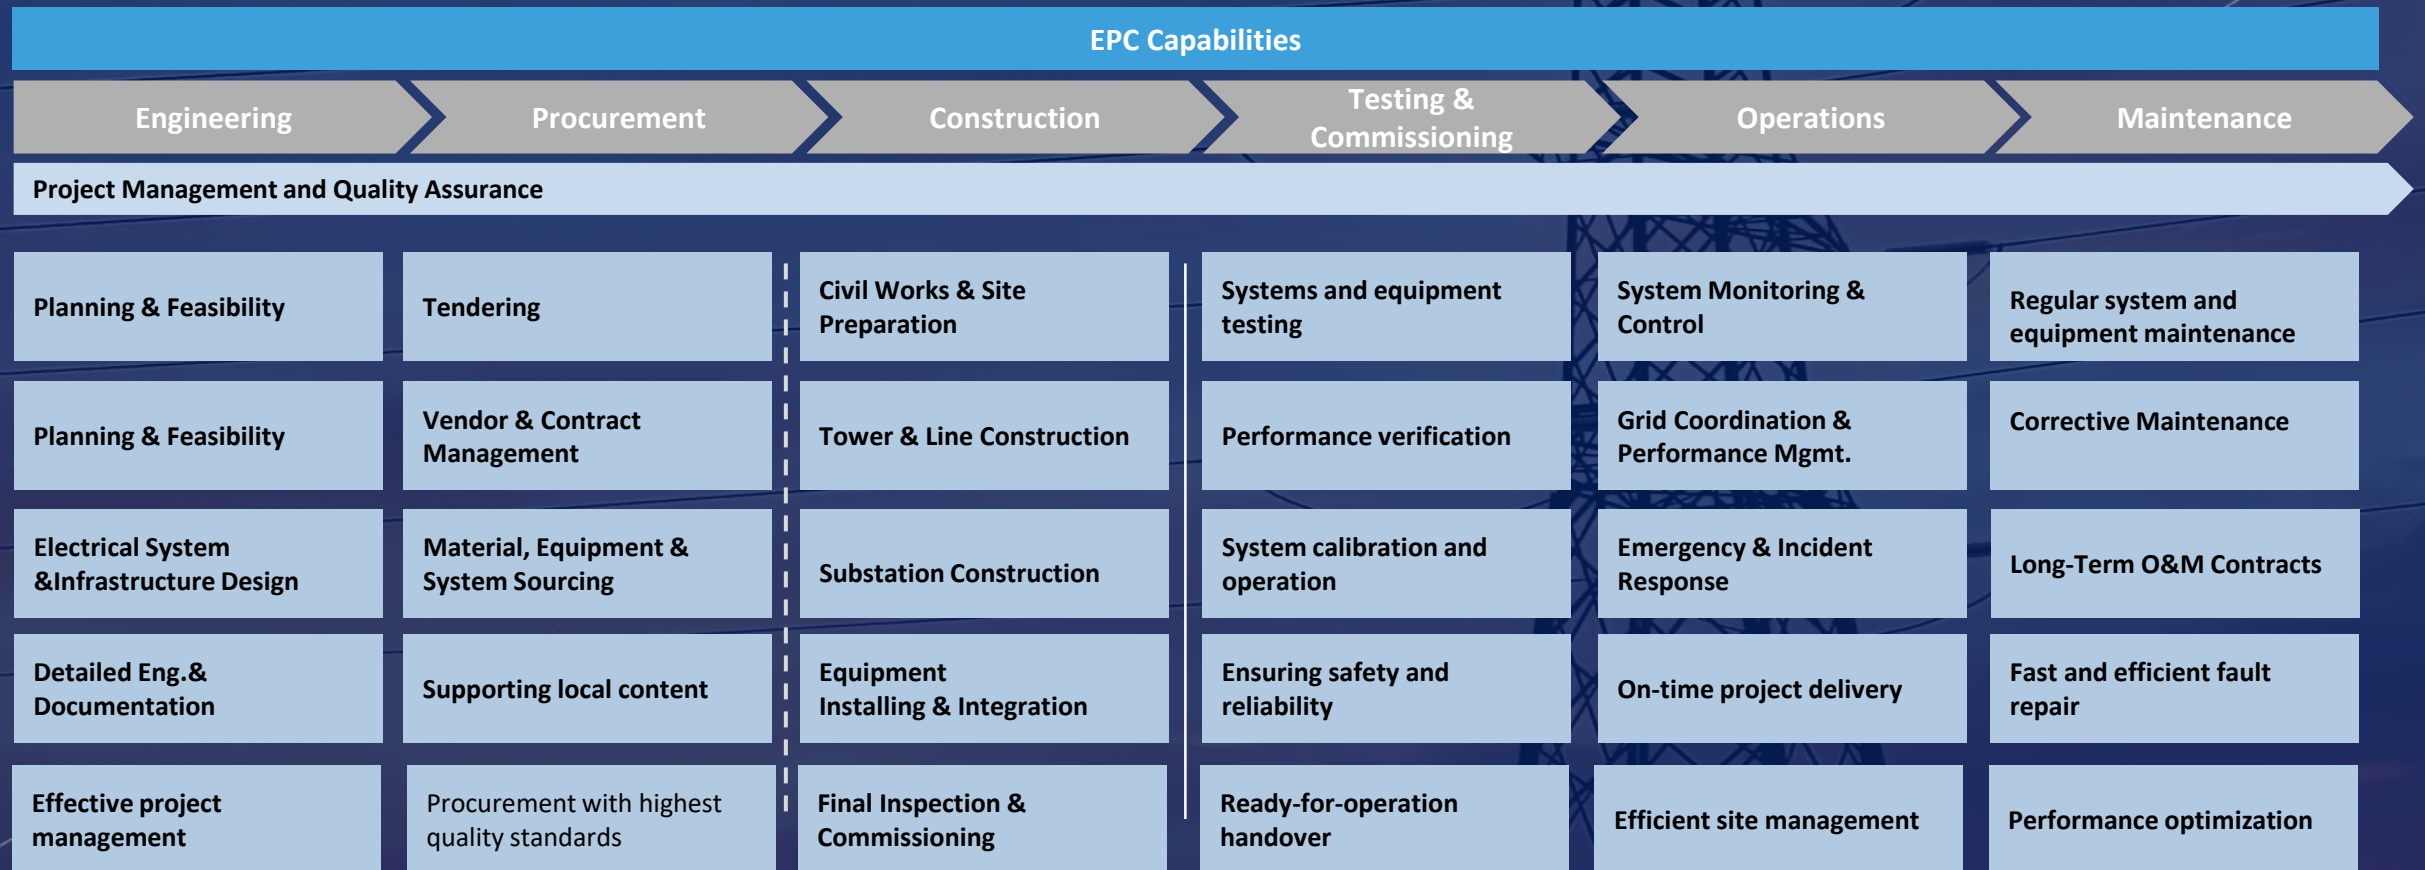 EPC Capabilities
Engineering
Procurement
Construction
Testing &
Commissioning
Operations
Maintenance
Project Management and Quality Assurance
Planning & Feasibility
Tendering
Civil Works & Site
Preparation
Systems and equipment
testing
System Monitoring &
Control
Regular system and
equipment maintenance
Planning & Feasibility
Vendor & Contract
Management
Tower & Line Construction
Performance verification
Grid Coordination &
Performance Mgmt.
Corrective Maintenance
Electrical System
&Infrastructure Design
Material, Equipment &
System Sourcing
Substation Construction
System calibration and
operation
Emergency & Incident
Response
Long-Term O&M Contracts
Detailed Eng.&
Documentation
Supporting local content
Equipment
Installing & Integration
Ensuring safety and
reliability
On-time project delivery
Fast and efficient fault
repair
Effective project
management
Procurement with highest
quality standards
Final Inspection &
Commissioning
Ready-for-operation
handover
Efficient site management
Performance optimization